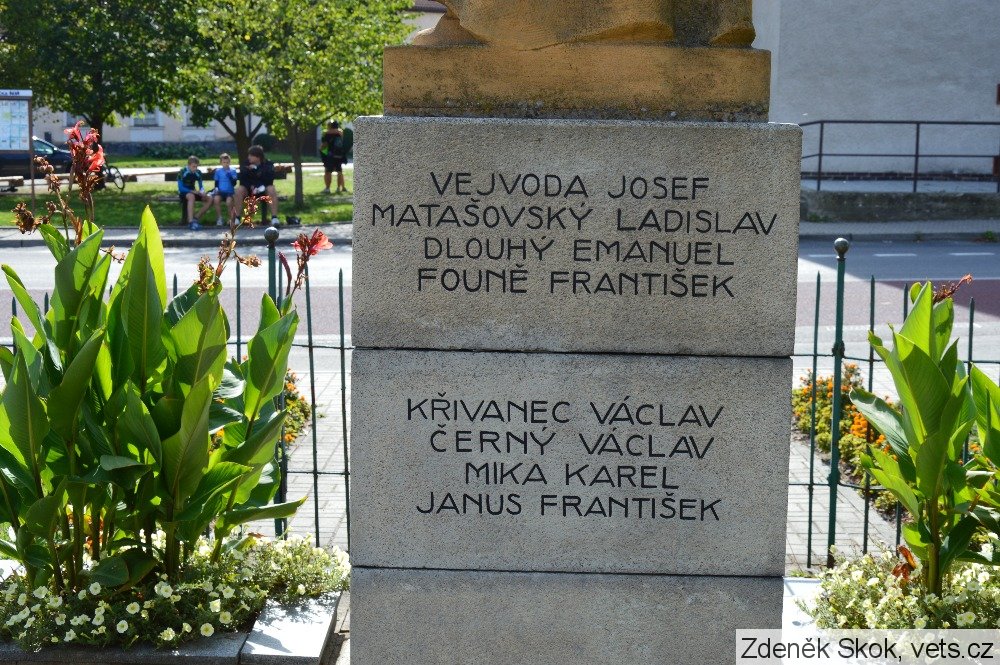 VEJVODA JOSEF
MATAŠOVSKÝ LADISLAV
DLOUHÝ EMANUEL
FOUNĚ FRANTIŠEK
KŘIVANEC VÁCLAV
ČERNÝ VÁCLAV
MIKA KAREL
JANUS FRANTIŠEK
Zdeněk Skok, vets.cz